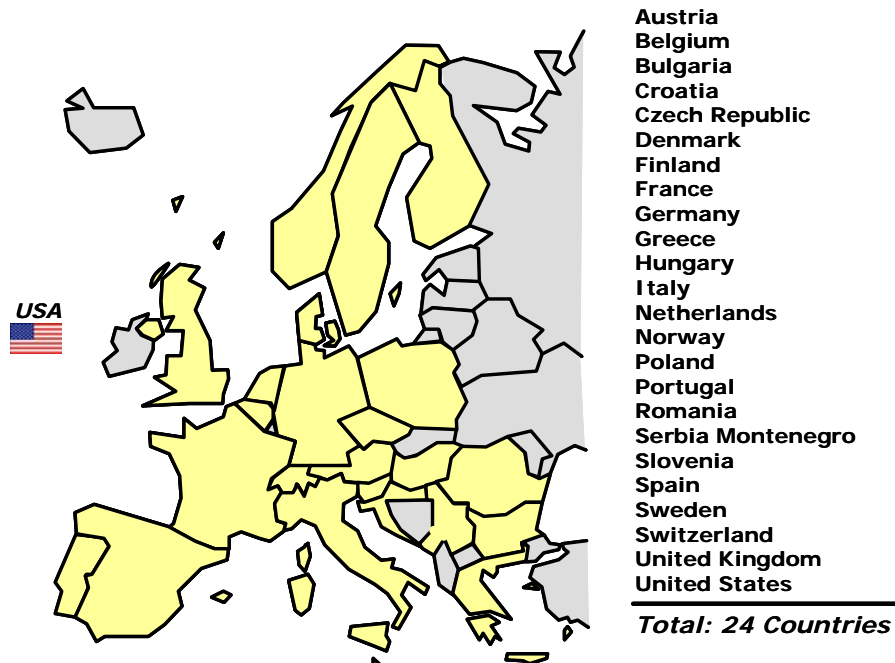 USA
Austria
Belgium
Bulgaria
Croatia
Czech Republic
Denmark
Finland
France
Germany
Greece
Hungary
Italy
Netherlands
Norway
Poland
Portugal
Romania
Serbia Montenegro
Slovenia
Spain
Sweden
Switzerland
United Kingdom
United States
Total: 24 Countries